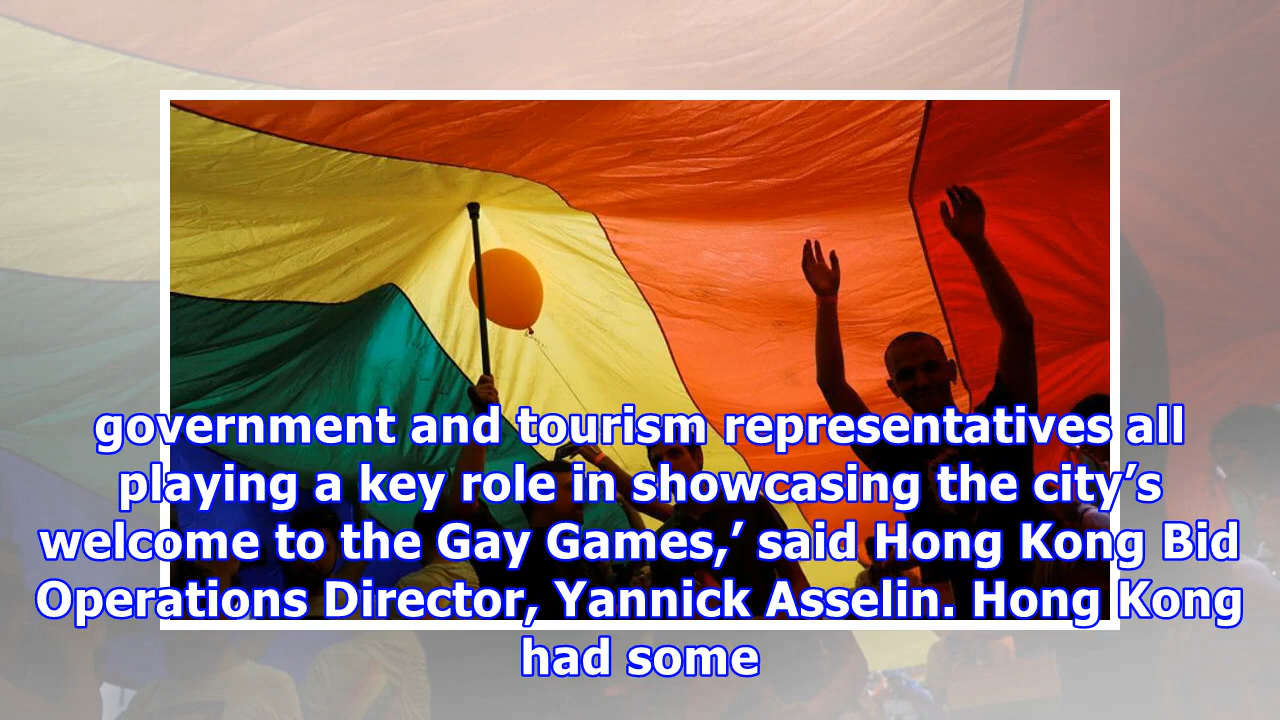 government and tourism representatives all
playing a key role in showcasing the city’s
welcome to the Gay Games,’ said Hong Kong Bid
Operations Director, Yannick Asselin. Hong Kong
had some